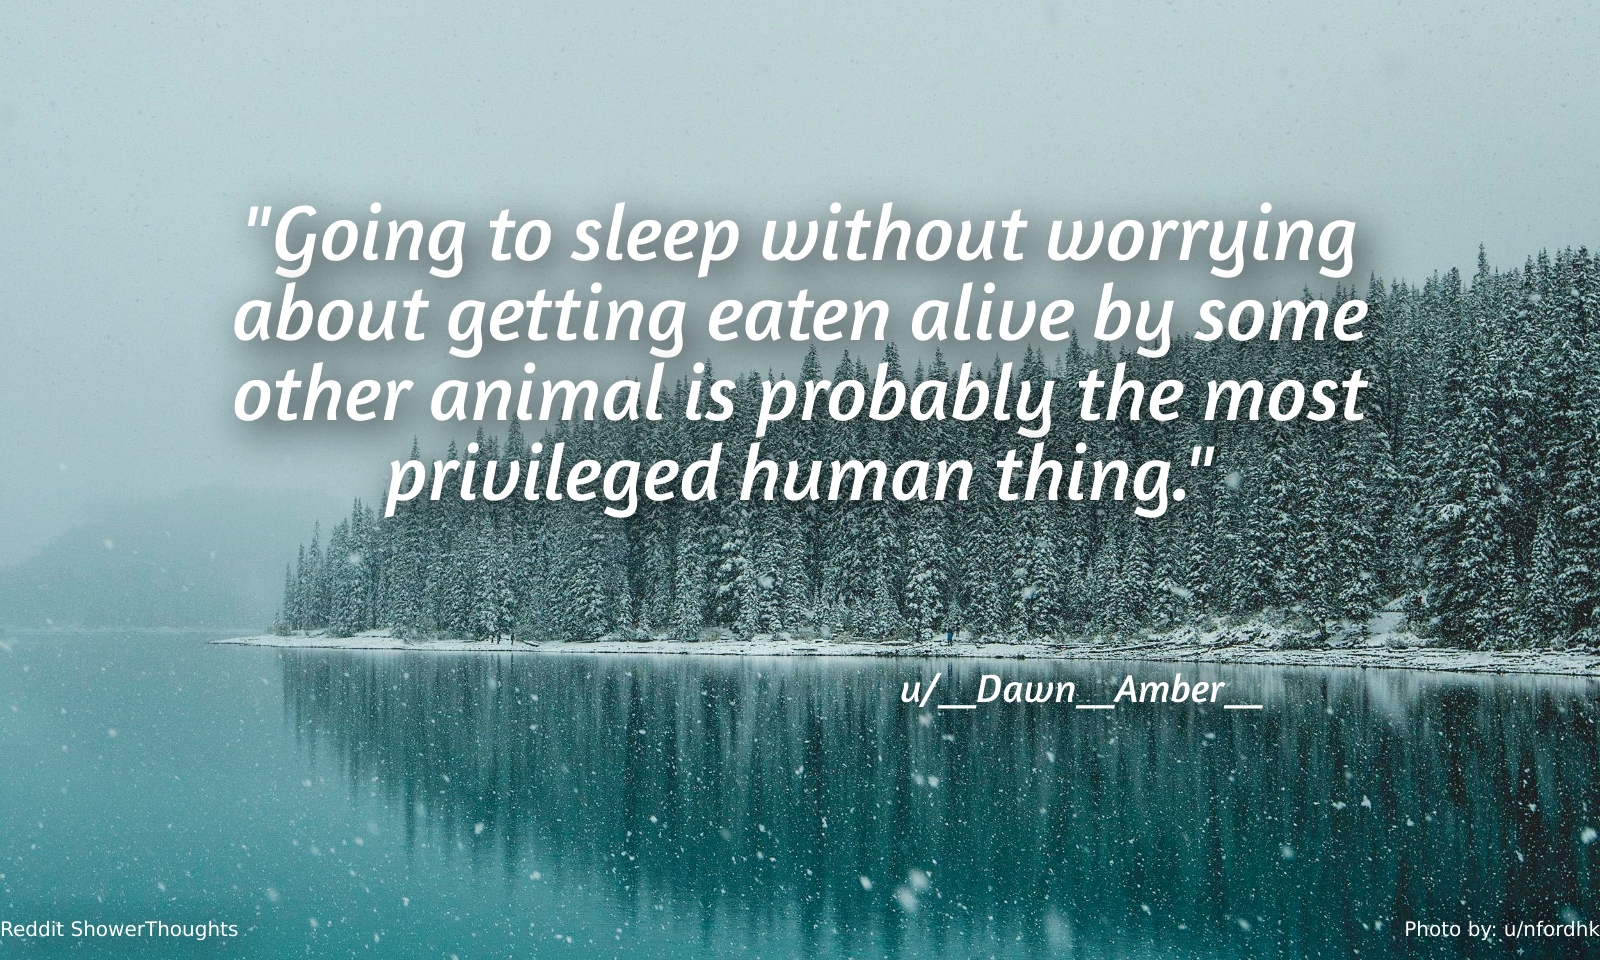 "Going to sleep without worrying
about getting eaten alive by some
other animal is probably the most
privileged human thing."
u/__Dawn__Amber__
Reddit ShowerThoughts
Photo by: u/nfordhk